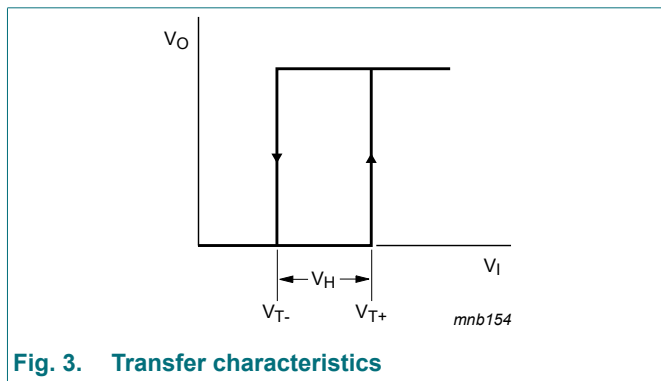 VO
VI
VH
VT-
VT+
mnb154
Fig. 3. Transfer characteristics